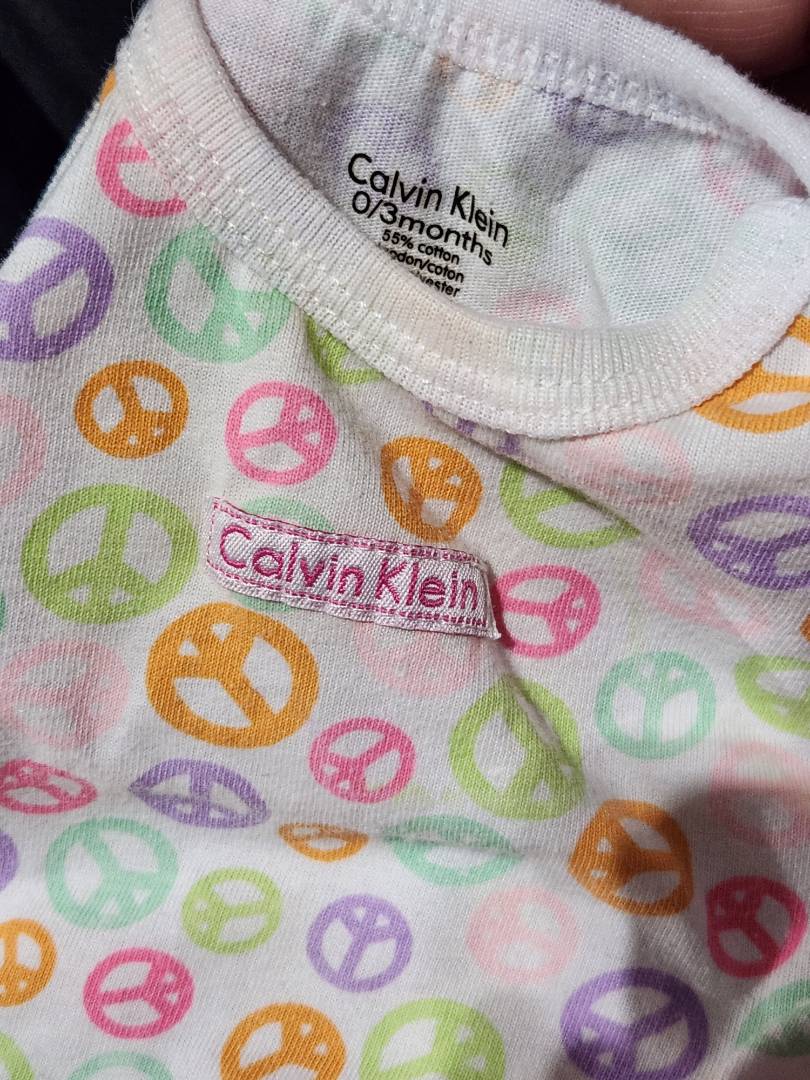 Calvin Klein
0/3months
55% cotton
Calvin Klein